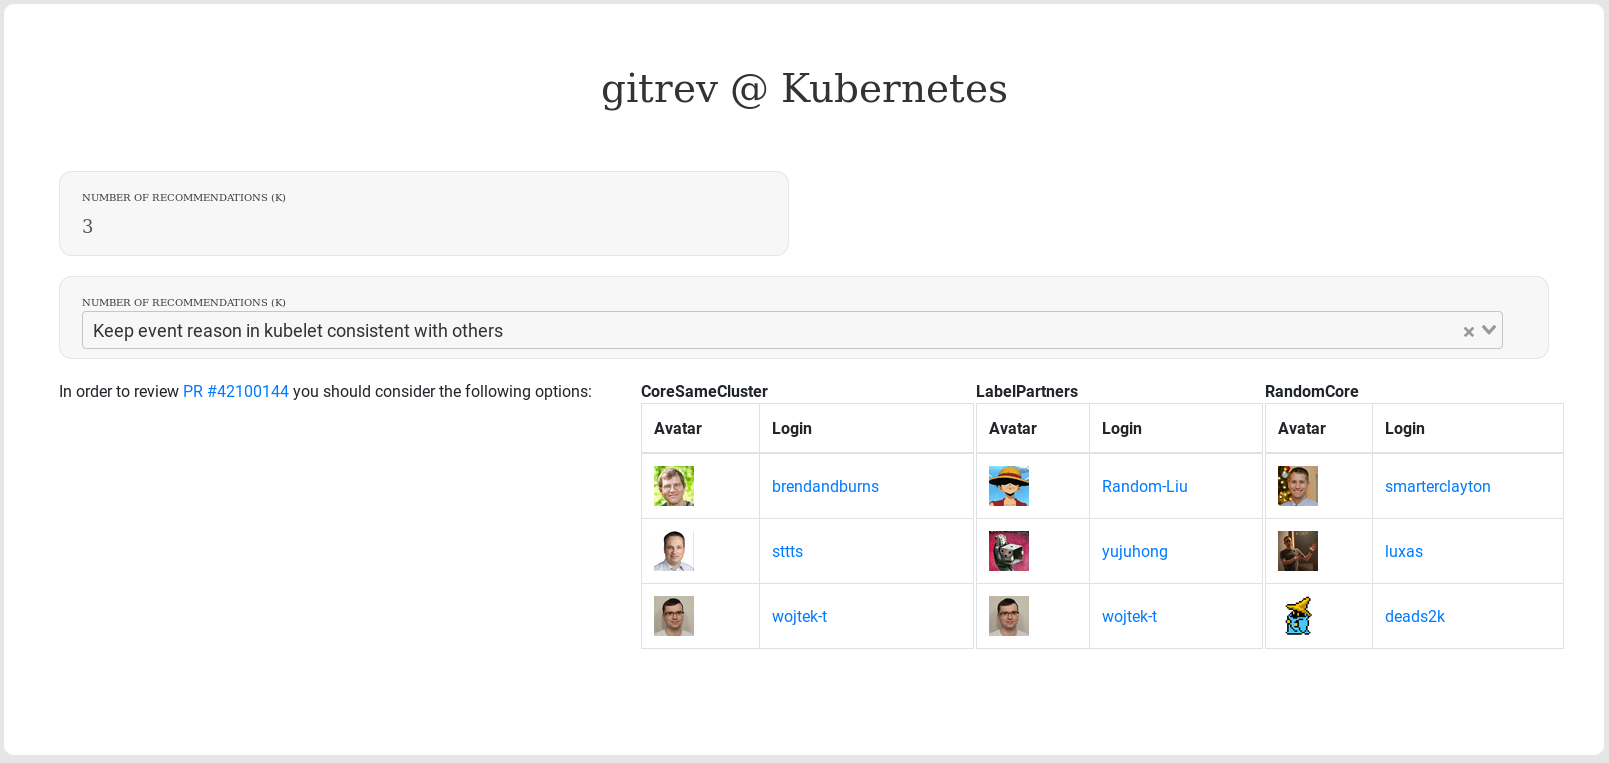 gitrev @ Kubernetes
NUMBER OF RECOMMENDATIONS (K)
3
NUMBER OF RECOMMENDATIONS (K)
Keep event reason in kubelet consistent with others
In order to review PR #42100144 you should consider the following options:
CoreSameCluster
Avatar Login
brendandburns
sttts
wojtek-t
LabelPartners
Avatar Login
Random-Liu
yujuhong
wojtek-t
RandomCore
Avatar Login
smarterclayton
luxas
deads2k